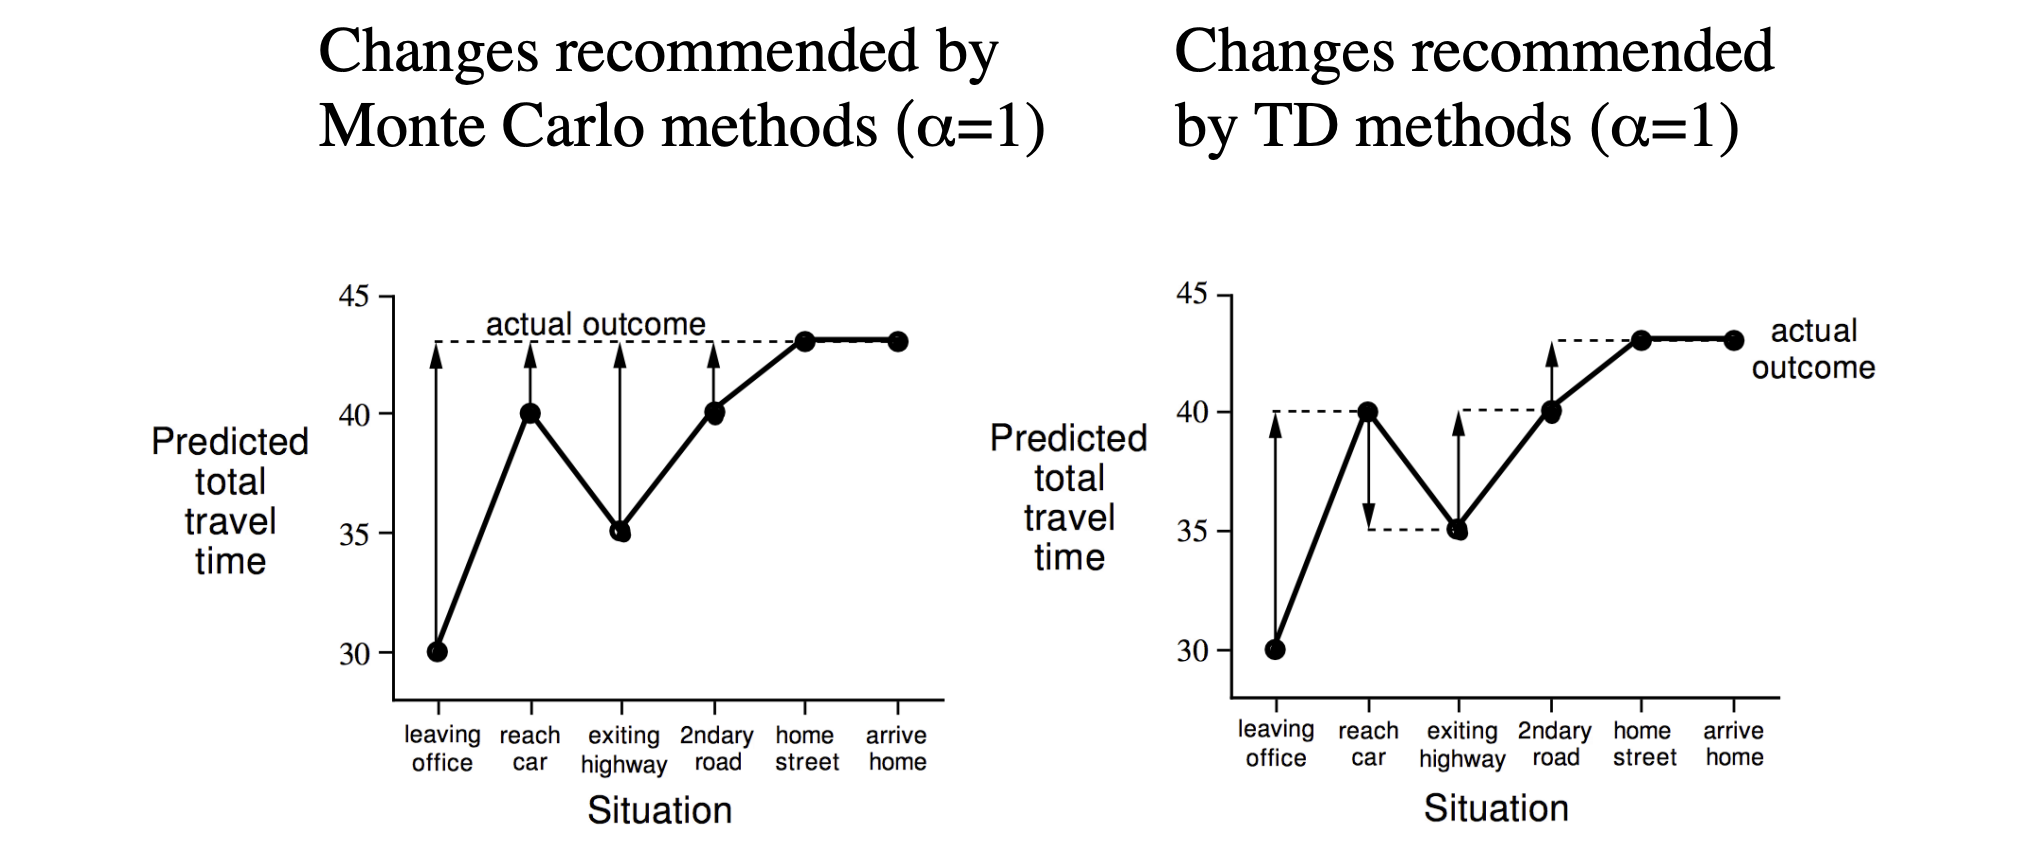 Changes recommended by
Monte Carlo methods (α=1)
45
actual outcome
40
Predicted
total
travel
time
35
30
leaving
office
reach
car
exiting
highway
2ndary
road
home
street
arrive
home
Situation
Changes recommended
by TD methods (α=1)
45
actual
outcome
40
Predicted
total
travel
time
35
30
leaving
office
reach
car
exiting
highway
2ndary
road
home
street
arrive
home
Situation